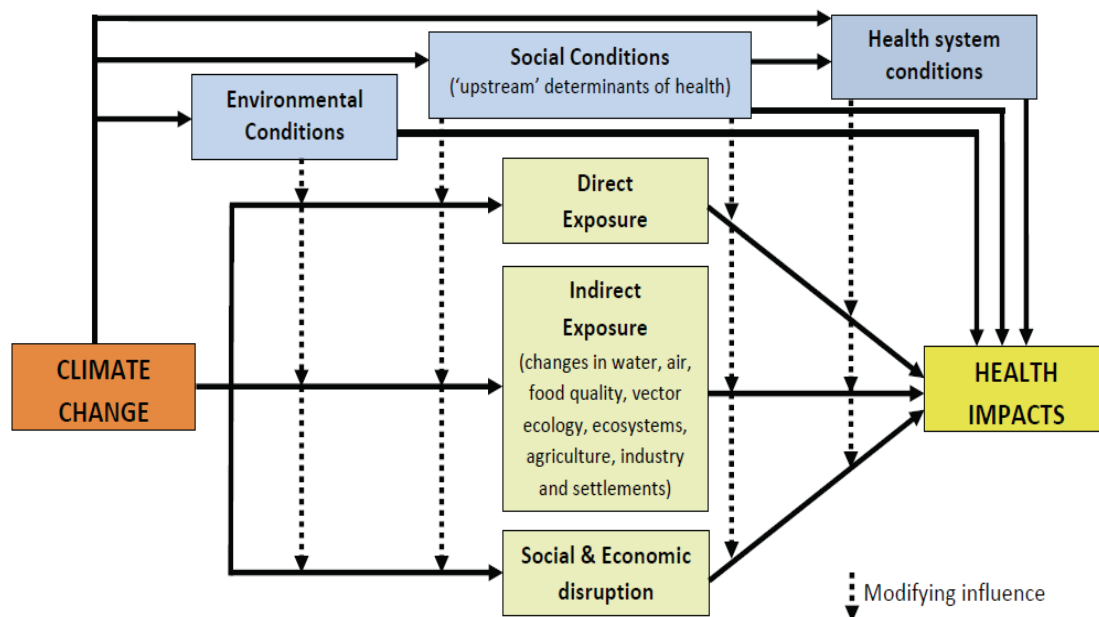 Social Conditions
('upstream' determinants of health)
Health system
conditions
Environmental
Conditions
Direct
Exposure
Indirect
Exposure
(changes in water, air,
food quality, vector
ecology, ecosystems,
agriculture, industry
and settlements)
CLIMATE
CHANGE
HEALTH
IMPACTS
Social & Economic
disruption
Modifying influence